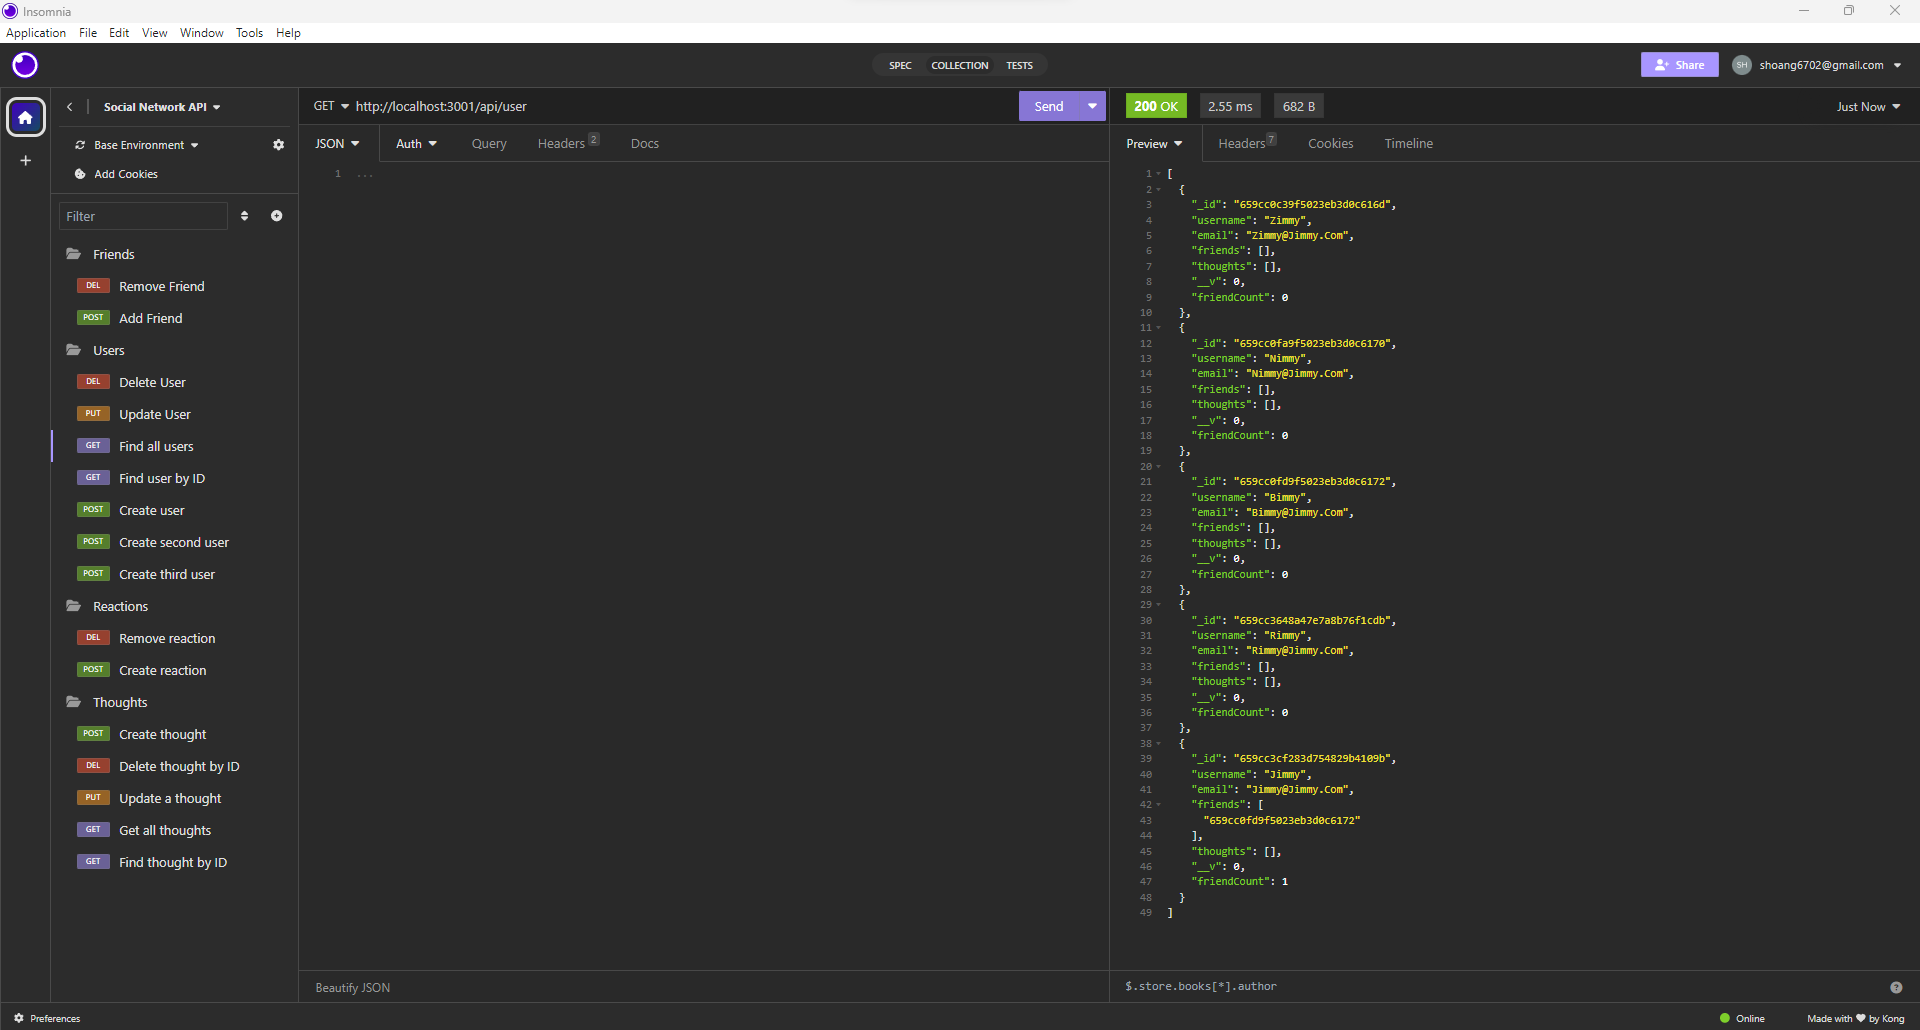 Insomnia
Application File Edit View Window Tools Help
SPEC COLLECTION TESTS
Share
SH shoang6702@gmail.com
Social Network API
Base Environment
Add Cookies
Filter
Friends
DEL Remove Friend
POST Add Friend
Users
DEL Delete User
PUT Update User
GET Find all users
GET Find user by ID
POST Create user
POST Create second user
POST Create third user
Reactions
DEL Remove reaction
POST Create reaction
Thoughts
POST Create thought
DEL Delete thought by ID
PUT Update a thought
GET Get all thoughts
GET Find thought by ID
GET http://localhost:3001/api/user
Send
JSON Auth Query Headers 2 Docs
1 ...
Beautify JSON
200 OK 2.55 ms 682 B Just Now
Preview Headers 7 Cookies Timeline
1 [
2 {
3 "_id": "659cc0c39f5023eb3d0c616d",
4 "username": "Zimmy",
5 "email": "Zimmy@Jimmy.Com",
6 "friends": [],
7 "thoughts": [],
8 "__v": 0,
9 "friendCount": 0
10 },
11 {
12 "_id": "659cc0fa9f5023eb3d0c6170",
13 "username": "Nimmy",
14 "email": "Nimmy@Jimmy.Com",
15 "friends": [],
16 "thoughts": [],
17 "__v": 0,
18 "friendCount": 0
19 },
20 {
21 "_id": "659cc0fd9f5023eb3d0c6172",
22 "username": "Bimmy",
23 "email": "Bimmy@Jimmy.Com",
24 "friends": [],
25 "thoughts": [],
26 "__v": 0,
27 "friendCount": 0
28 },
29 {
30 "_id": "659cc3648a47e7a8b76f1cdb",
31 "username": "Rimmy",
32 "email": "Rimmy@Jimmy.Com",
33 "friends": [],
34 "thoughts": [],
35 "__v": 0,
36 "friendCount": 0
37 },
38 {
39 "_id": "659cc3cf283d754829b4109b",
40 "username": "Jimmy",
41 "email": "Jimmy@Jimmy.Com",
42 "friends": [
43 "659cc0fd9f5023eb3d0c6172"
44 ],
45 "thoughts": [],
46 "__v": 0,
47 "friendCount": 1
48 }
49 ]
$.store.books[*].author
Preferences
Online
Made with ♥ by Kong